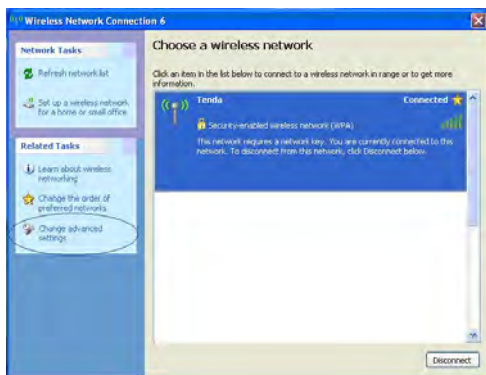 Wireless Network Connection 6
Network Tasks
Refresh network list
Set up a wireless network
for a home or small office
Related Tasks
Learn about wireless
networking
Change the order of
preferred networks
Change advanced
settings
Choose a wireless network
Click an item in the list below to connect to a wireless network in range or to get more
information.
Tenda
Connected
Security-enabled wireless network (WPA)
This network requires a network key. You are currently connected to this
network. To disconnect from this network, click Disconnect below.
Disconnect